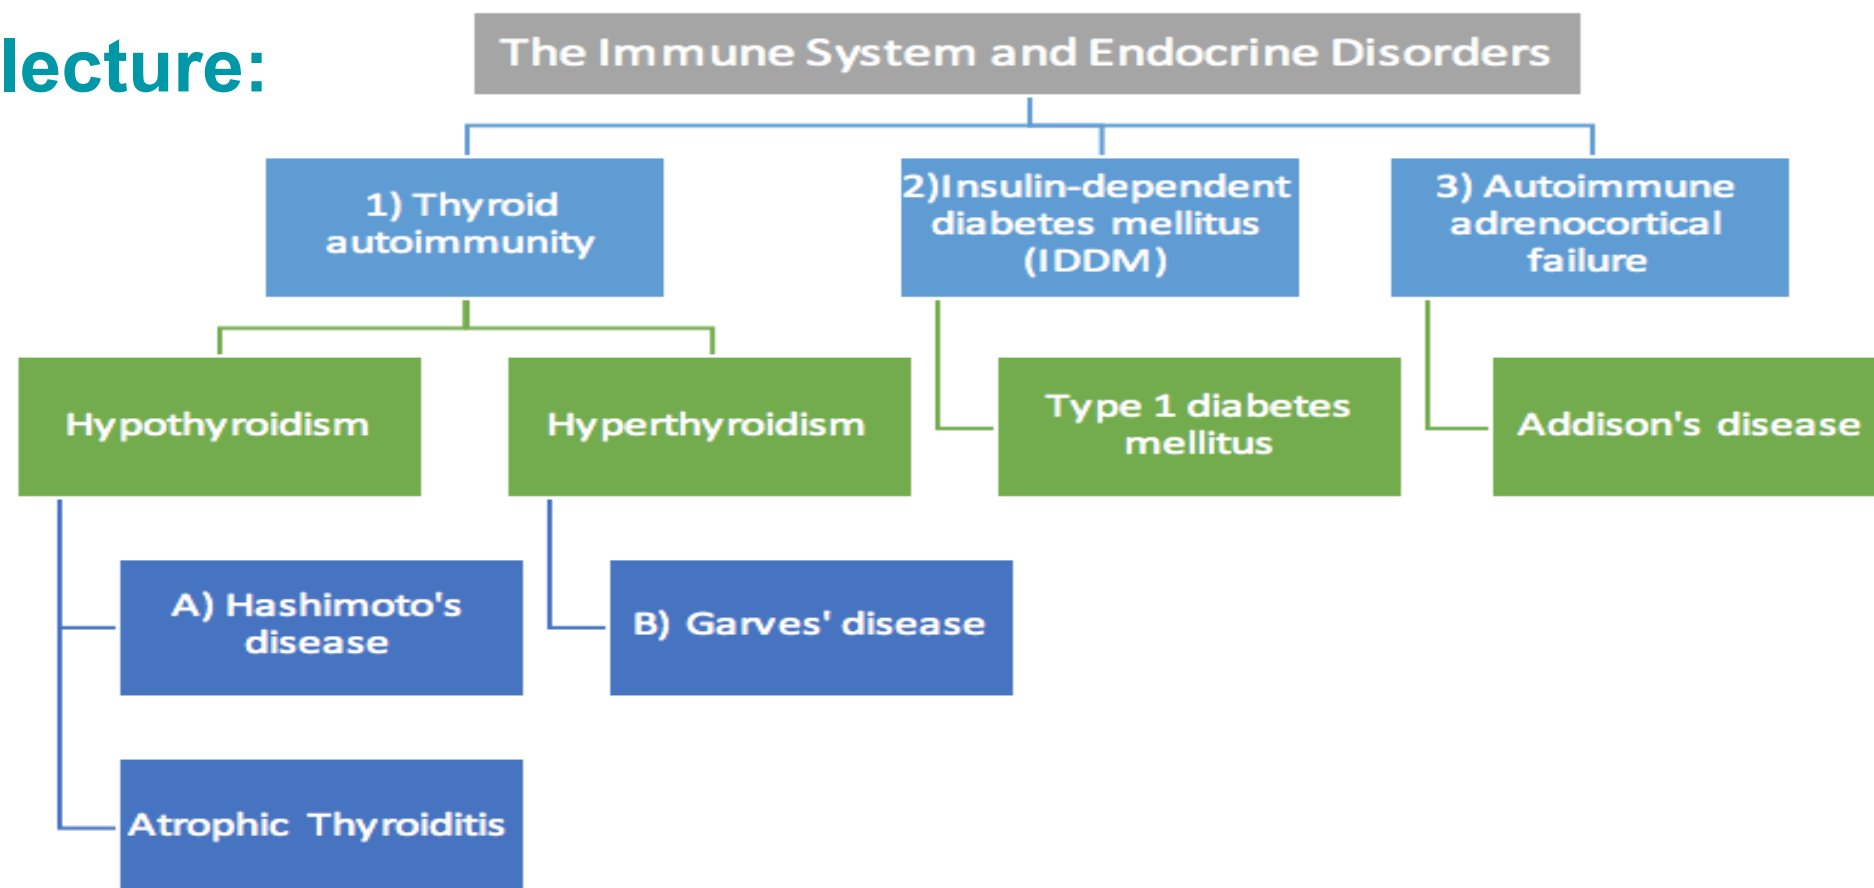 lecture:
The Immune System and Endocrine Disorders
1) Thyroid
autoimmunity
2)Insulin-dependent
diabetes mellitus
(IDDM)
3) Autoimmune
adrenocortical
failure
Hypothyroidism
Hyperthyroidism
Type 1 diabetes
mellitus
Addison's disease
A) Hashimoto's
disease
B) Garves' disease
Atrophic Thyroiditis